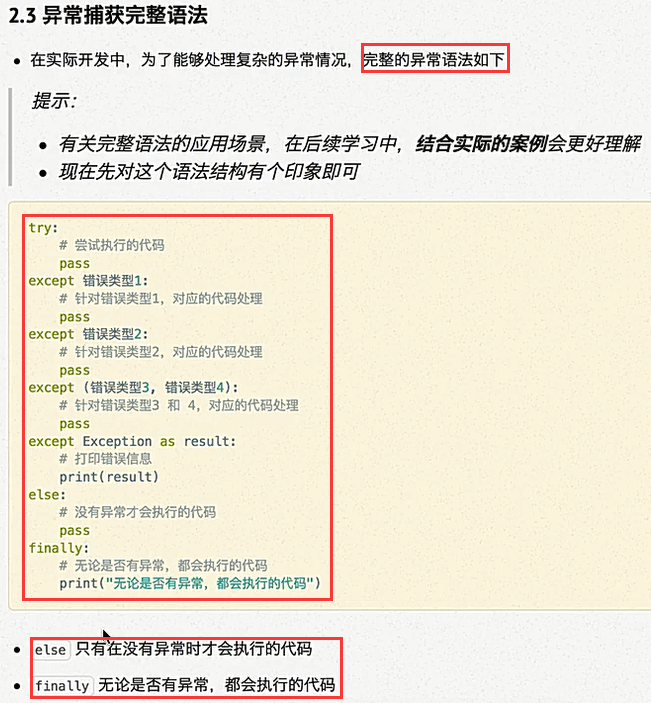 2.3 异常捕获完整语法
在实际开发中，为了能够处理复杂的异常情况，完整的异常语法如下
提示：
有关完整语法的应用场景，在后续学习中，结合实际的案例会更好理解
现在先对这个语法结构有个印象即可
try:
    # 尝试执行的代码
    pass
except 错误类型1:
    # 针对错误类型1，对应的代码处理
    pass
except 错误类型2:
    # 针对错误类型2，对应的代码处理
    pass
except (错误类型3, 错误类型4):
    # 针对错误类型3 和 4，对应的代码处理
    pass
except Exception as result:
    # 打印错误信息
    print(result)
else:
    # 没有异常才会执行的代码
    pass
finally:
    # 无论是否有异常，都会执行的代码
    print("无论是否有异常，都会执行的代码")
else 只有在没有异常时才会执行的代码
finally 无论是否有异常，都会执行的代码